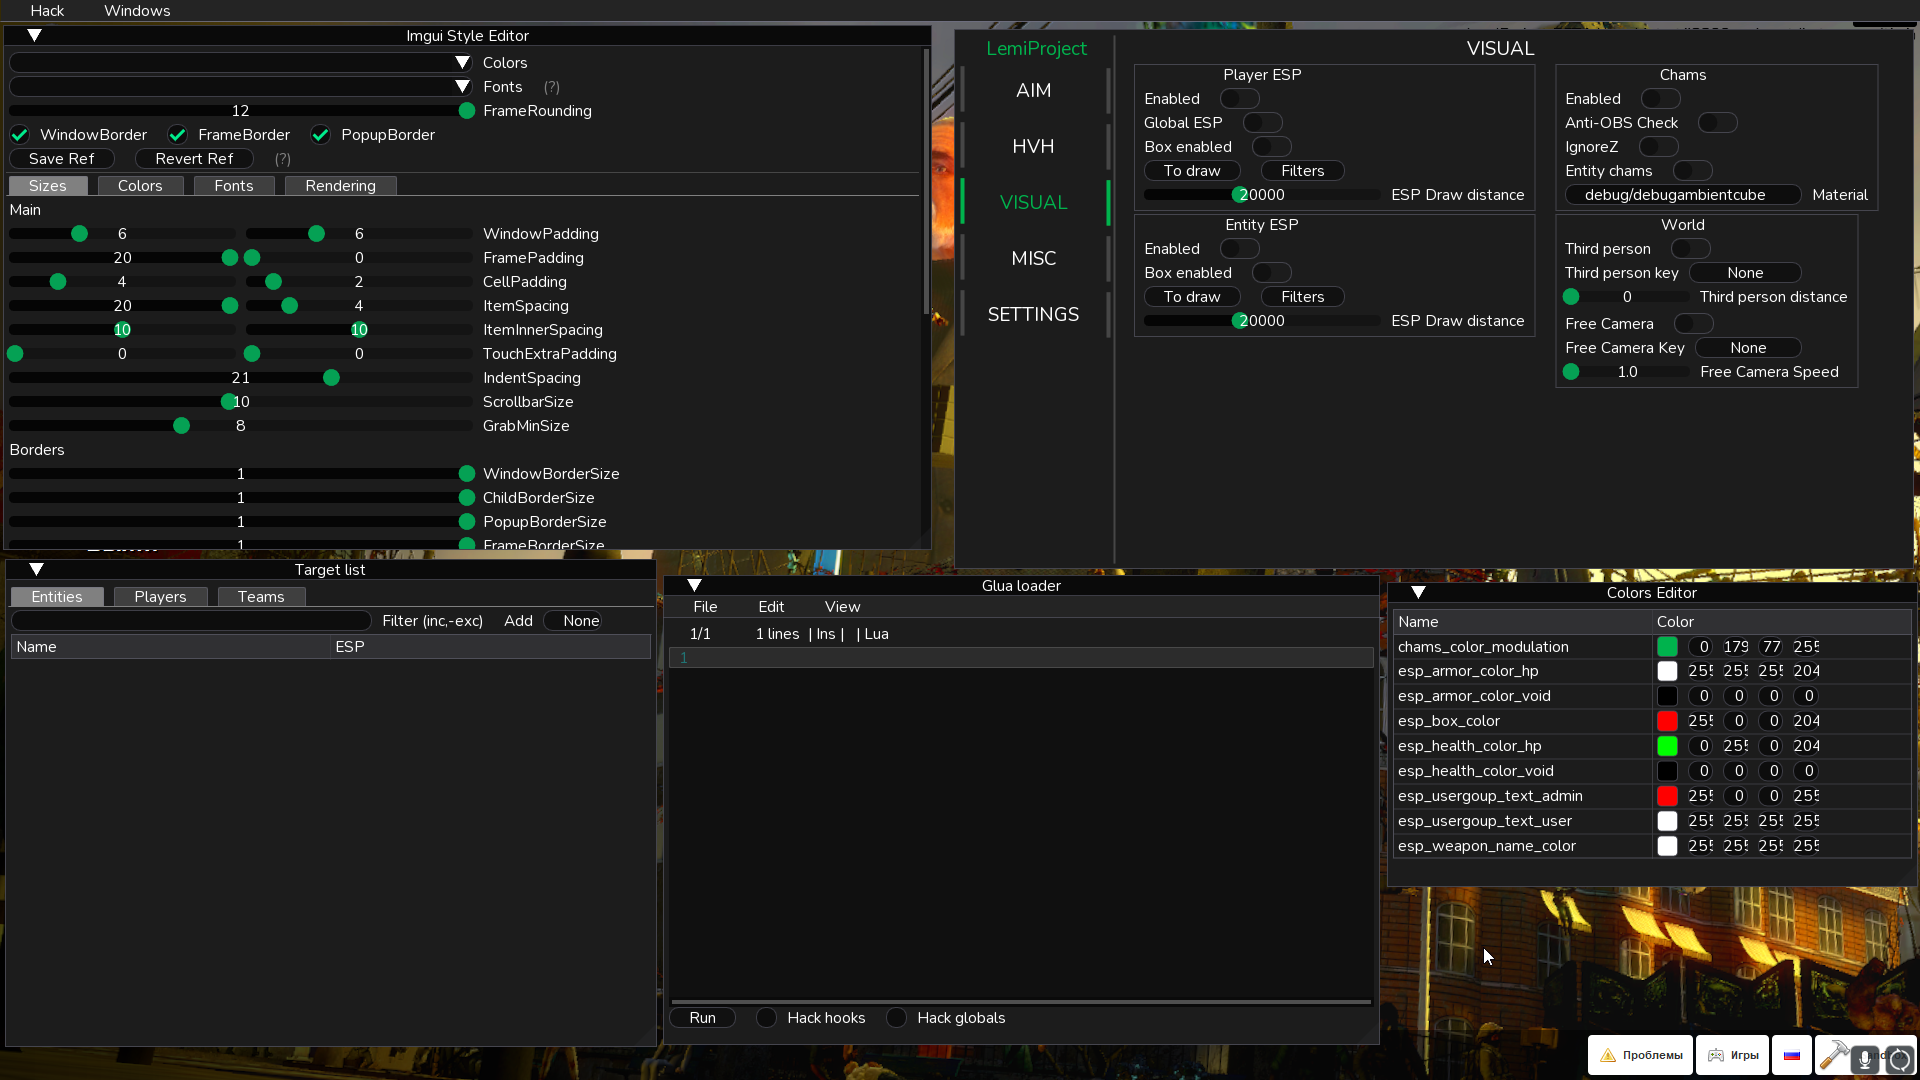 Hack Windows
Imgui Style Editor
Colors
Fonts (?)
12 FrameRounding
WindowBorder FrameBorder PopupBorder
Save Ref Revert Ref (?)
Sizes Colors Fonts Rendering
Main
6 6 WindowPadding
20 0 FramePadding
4 2 CellPadding
20 4 ItemSpacing
10 10 ItemInnerSpacing
0 0 TouchExtraPadding
21 IndentSpacing
10 ScrollbarSize
8 GrabMinSize
Borders
1 WindowBorderSize
1 ChildBorderSize
1 PopupBorderSize
1 FrameBorderSize
LemiProject
AIM
HVH
VISUAL
MISC
SETTINGS
VISUAL
Player ESP
Enabled
Global ESP
Box enabled
To draw Filters
20000 ESP Draw distance
Entity ESP
Enabled
Box enabled
To draw Filters
20000 ESP Draw distance
Chams
Enabled
Anti-OBS Check
IgnoreZ
Entity chams
debug/debugambientcube Material
World
Third person
Third person key None
0 Third person distance
Free Camera
Free Camera Key None
1.0 Free Camera Speed
Target list
Entities Players Teams
Filter (inc,-exc) Add None
Name ESP
Glua loader
File Edit View
1/1 1 lines | Ins | | Lua
1
Run Hack hooks Hack globals
Colors Editor
Name Color
chams_color_modulation 0 179 77 255
esp_armor_color_hp 255 255 255 204
esp_armor_color_void 0 0 0 0
esp_box_color 255 0 0 204
esp_health_color_hp 0 255 0 204
esp_health_color_void 0 0 0 0
esp_usergoup_text_admin 255 0 0 255
esp_usergoup_text_user 255 255 255 255
esp_weapon_name_color 255 255 255 255
Проблемы Игры